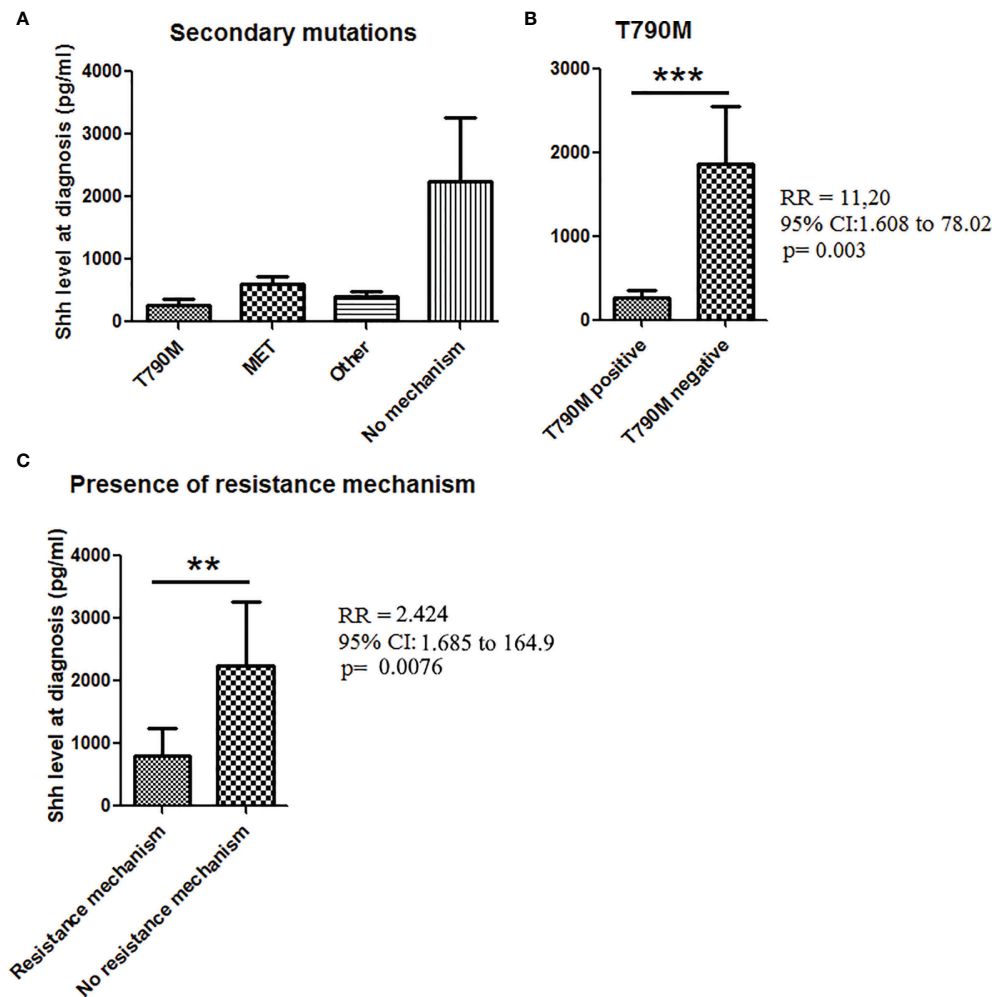 A
Secondary mutations
Shh level at diagnosis (pg/ml)
4000
3000
2000
1000
0
T790M
MET
Other
No mechanism
B
T790M
***
3000
2000
1000
0
T790M positive
T790M negative
RR = 11,20
95% CI:1.608 to 78.02
p= 0.003
C
Presence of resistance mechanism
Shh level at diagnosis (pg/ml)
4000
3000
2000
1000
0
**
Resistance mechanism
No resistance mechanism
RR = 2.424
95% CI: 1.685 to 164.9
p= 0.0076